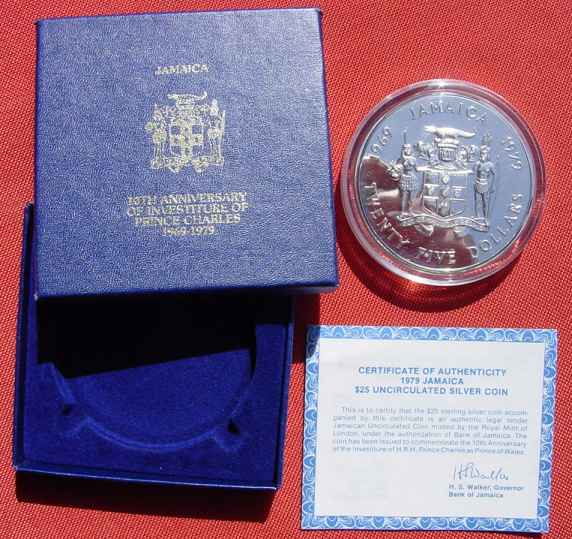 JAMAICA
10TH ANNIVERSARY
OF INVESTITURE OF
PRINCE CHARLES
1969-1979
JAMAICA
1969 1979
TWENTY FIVE DOLLARS
CERTIFICATE OF AUTHENTICITY
1979 JAMAICA
$25 UNCIRCULATED SILVER COIN
This is to certify that the $25 sterling silver coin accom-
panied by this certificate is an authentic legal tender
Jamaican Uncirculated Coin minted by the Royal Mint of
London, under the authorization of Bank of Jamaica. The
coin has been issued to commemorate the 10th Anniversary
of the Investiture of H.R.H. Prince Charles as Prince of Wales.
H. S. Walker, Governor
Bank of Jamaica